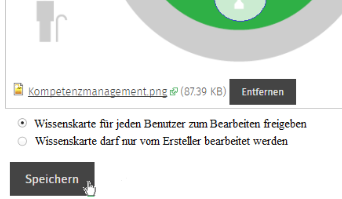 Kompetenzmanagement.png (87.39 KB) Entfernen
Wissenskarte für jeden Benutzer zum Bearbeiten freigeben
Wissenskarte darf nur vom Ersteller bearbeitet werden
Speichern